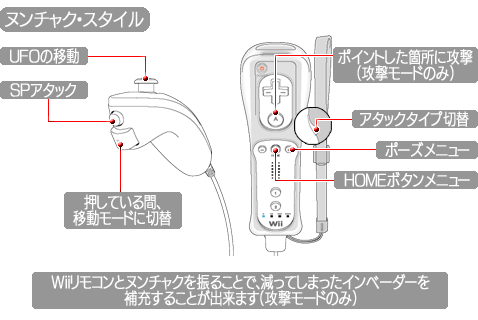 ヌンチャク・スタイル
UFOの移動
SPアタック
押している間、
移動モードに切替
ポイントした箇所に攻撃
(攻撃モードのみ)
アタックタイプ切替
ポーズメニュー
HOMEボタンメニュー
A
1
2
Wii
Wiiリモコンとヌンチャクを振ることで、減ってしまったインベーダーを
補充することが出来ます(攻撃モードのみ)